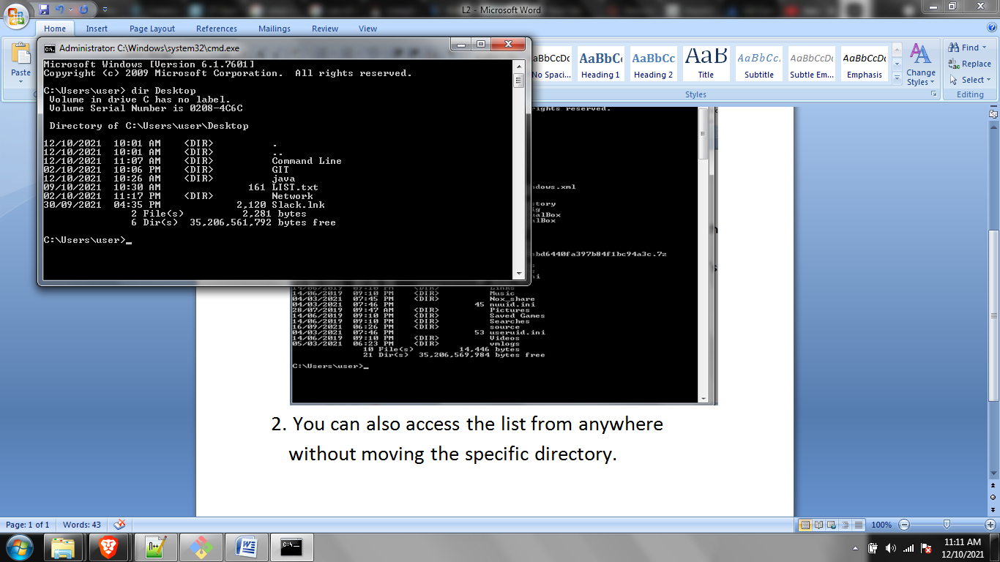 L2 - Microsoft Word
Home Insert Page Layout References Mailings Review View
Administrator: C:\Windows\system32\cmd.exe
Microsoft Windows [Version 6.1.7601]
Copyright (c) 2009 Microsoft Corporation.  All rights reserved.
C:\Users\user> dir Desktop
Volume in drive C has no label.
Volume Serial Number is 0208-4C6C
Directory of C:\Users\user\Desktop
12/10/2021  10:01 AM    <DIR>          .
12/10/2021  10:01 AM    <DIR>          ..
12/10/2021  11:07 AM    <DIR>          Command Line
02/10/2021  10:06 PM    <DIR>          GIT
12/10/2021  10:26 AM    <DIR>          java
09/10/2021  10:30 AM               161 LIST.txt
02/10/2021  11:17 PM    <DIR>          Network
30/09/2021  04:35 PM             2,120 Slack.lnk
2 File(s)          2,281 bytes
6 Dir(s)  35,206,561,792 bytes free
C:\Users\user>_
Paste
AaBbCcDc AaBbC AaBbCc AaB AaBbCc. AaBbCcDc AaBbCcDc
No Spaci... Heading 1 Heading 2 Title Subtitle Subtle Em... Emphasis
Change Styles
Styles
Find
Replace
Select
Editing
rights reserved.
ndows.xml
story
ig
ualBox
alBox
ebd6440fa397b84f1bc94a3c.7z
14/06/2019  09:10 PM    <DIR>          Links
14/06/2019  09:10 PM    <DIR>          Music
04/03/2021  07:45 PM    <DIR>          Nox_share
04/03/2021  07:46 PM                45 nuuid.ini
28/07/2019  09:47 AM    <DIR>          Pictures
14/06/2019  09:10 PM    <DIR>          Saved Games
14/06/2019  09:10 PM    <DIR>          Searches
16/09/2021  06:26 PM    <DIR>          source
04/03/2021  07:46 PM                53 useruid.ini
14/06/2019  09:10 PM    <DIR>          Videos
05/03/2021  06:23 PM    <DIR>          vmlogs
10 File(s)         14,446 bytes
21 Dir(s)  35,206,569,984 bytes free
C:\Users\user>_
2. You can also access the list from anywhere
without moving the specific directory.
Page: 1 of 1 Words: 43
100%
11:11 AM
12/10/2021